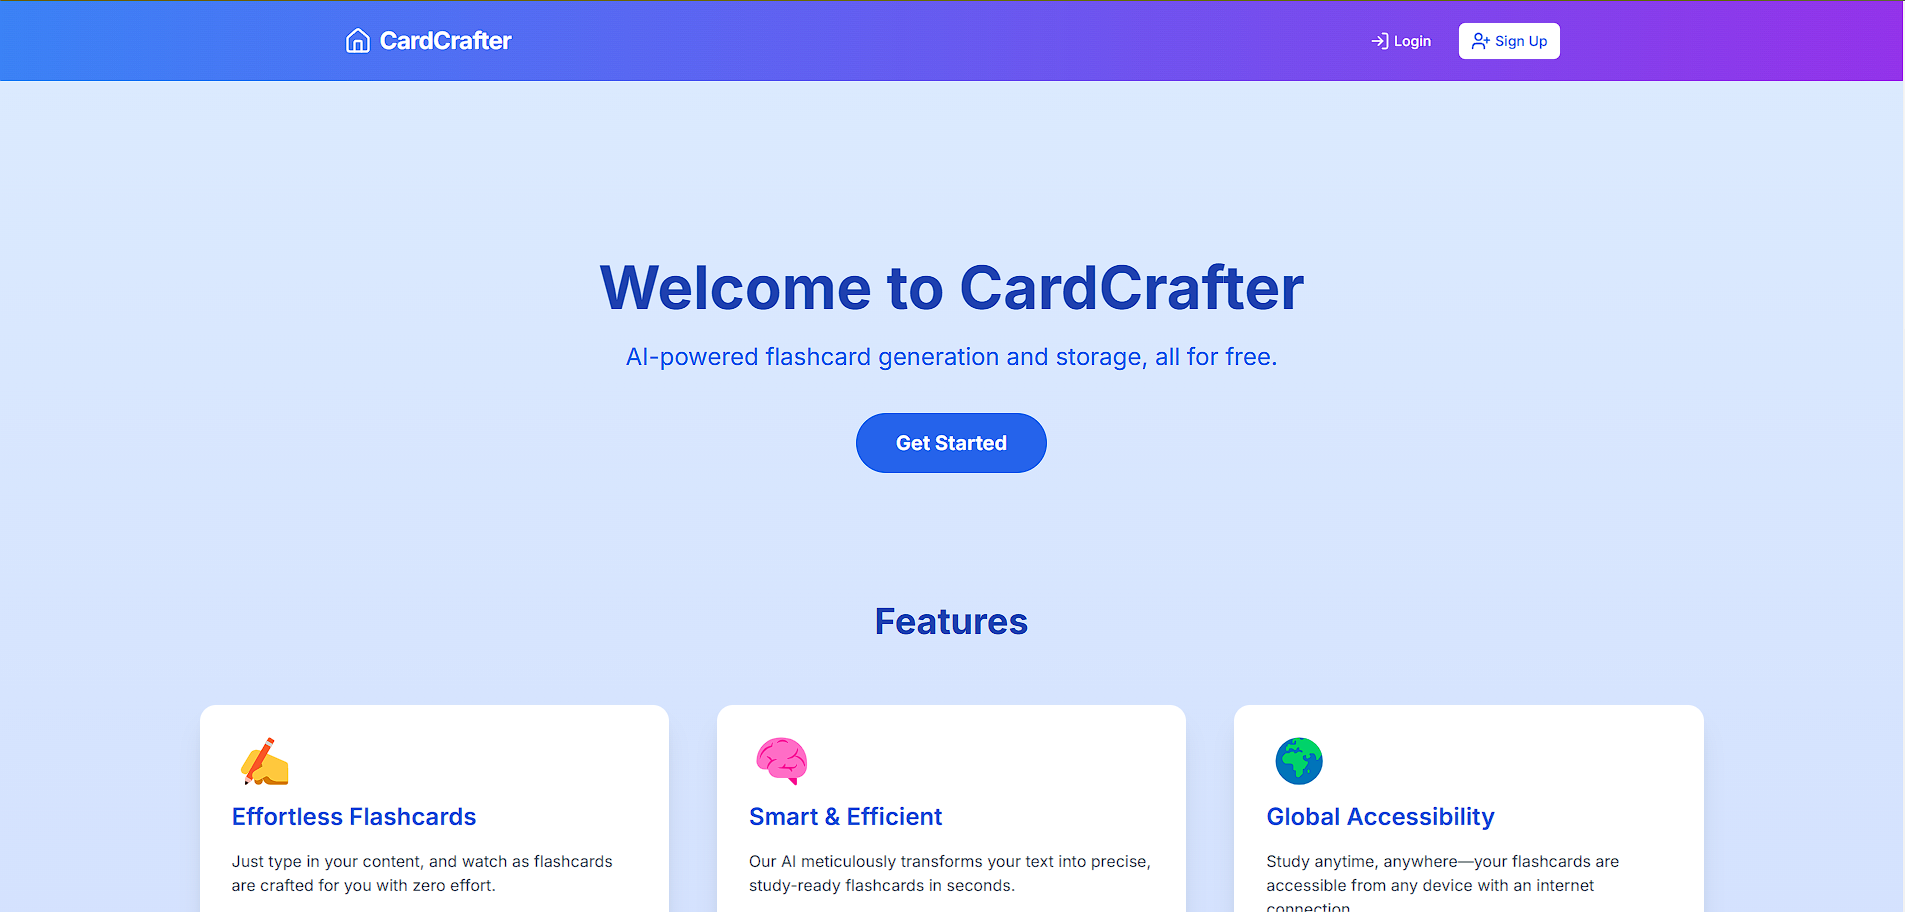 CardCrafter
Login
Sign Up
Welcome to CardCrafter
AI-powered flashcard generation and storage, all for free.
Get Started
Features
Effortless Flashcards
Just type in your content, and watch as flashcards
are crafted for you with zero effort.
Smart & Efficient
Our AI meticulously transforms your text into precise,
study-ready flashcards in seconds.
Global Accessibility
Study anytime, anywhere—your flashcards are
accessible from any device with an internet
connection.